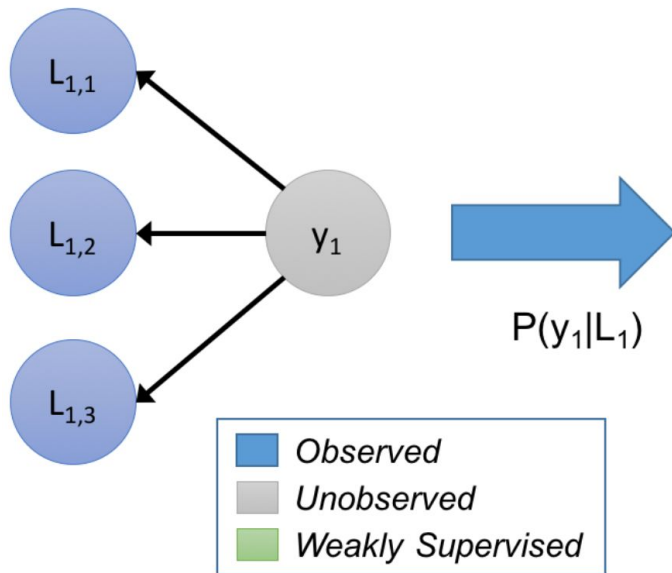 L1,1
L1,2
y1
L1,3
P(y1|L1)
Observed
Unobserved
Weakly Supervised